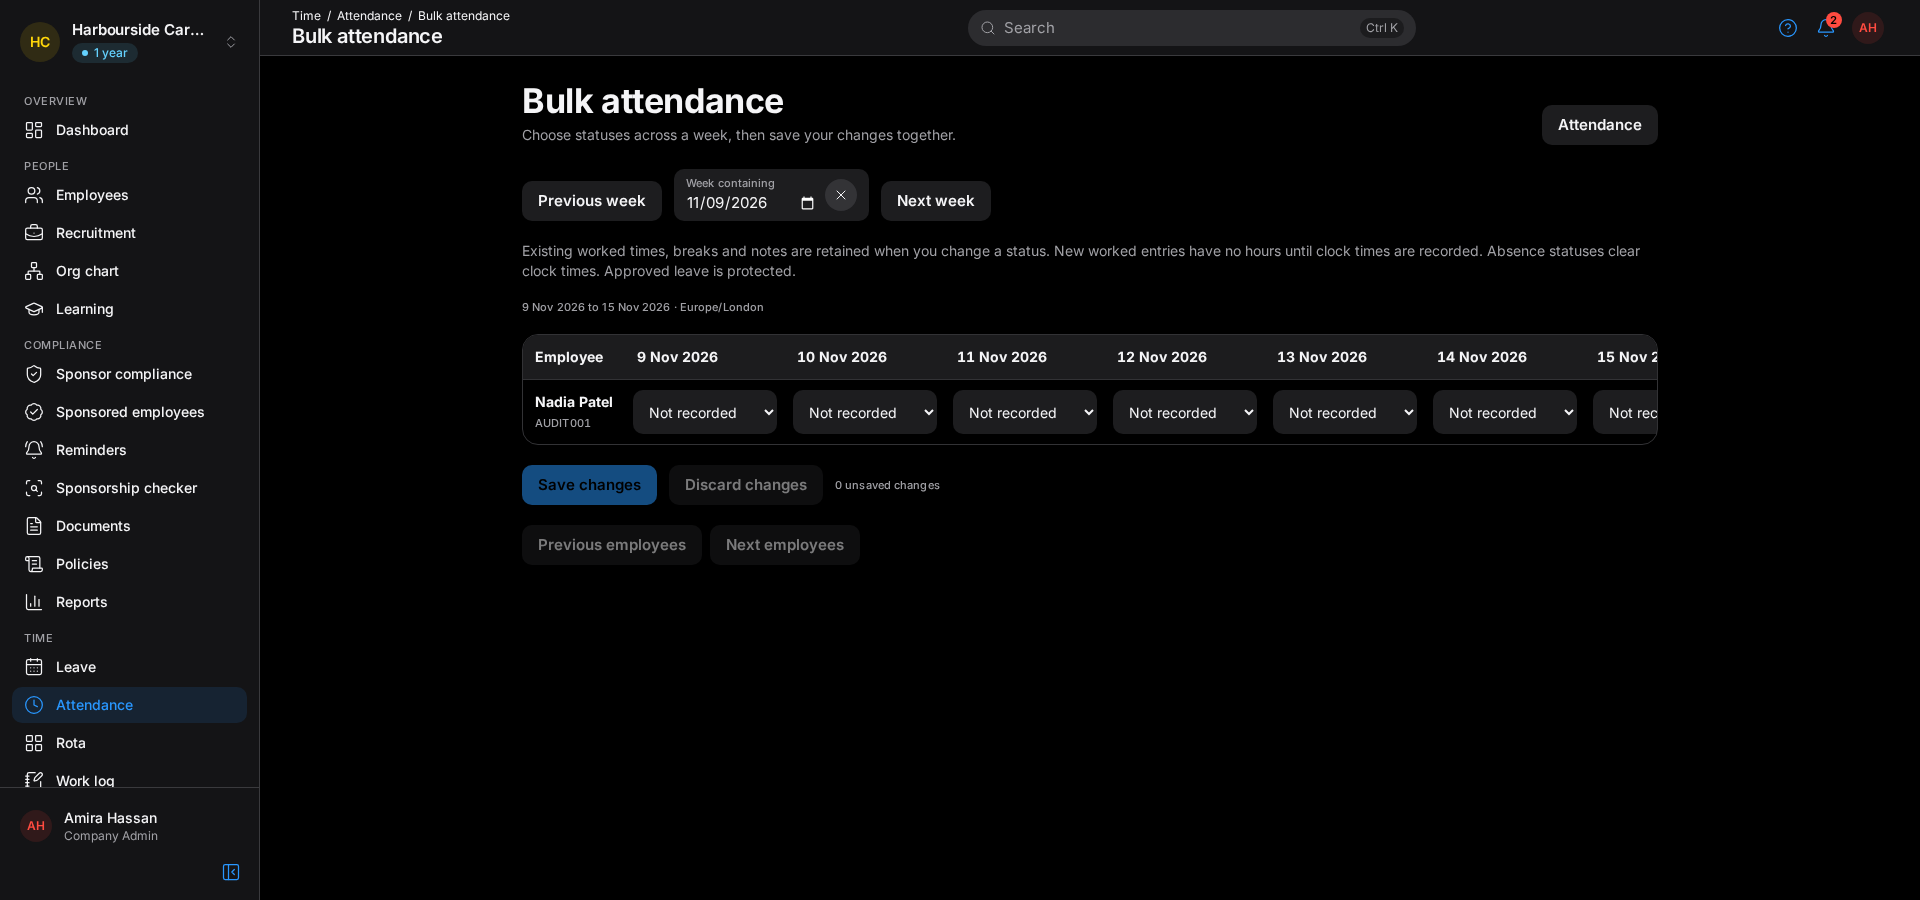 HC
Harbourside Car...
1 year
OVERVIEW
Dashboard
PEOPLE
Employees
Recruitment
Org chart
Learning
COMPLIANCE
Sponsor compliance
Sponsored employees
Reminders
Sponsorship checker
Documents
Policies
Reports
TIME
Leave
Attendance
Rota
Work log
AH
Amira Hassan
Company Admin
Time / Attendance / Bulk attendance
Bulk attendance
Search
Ctrl K
2
AH
Bulk attendance
Choose statuses across a week, then save your changes together.
Attendance
Previous week
Week containing
11/09/2026
Next week
Existing worked times, breaks and notes are retained when you change a status. New worked entries have no hours until clock times are recorded. Absence statuses clear
clock times. Approved leave is protected.
9 Nov 2026 to 15 Nov 2026 · Europe/London
Employee 9 Nov 2026 10 Nov 2026 11 Nov 2026 12 Nov 2026 13 Nov 2026 14 Nov 2026 15 Nov 2
Nadia Patel
AUDIT001
Not recorded Not recorded Not recorded Not recorded Not recorded Not recorded Not rec
Save changes
Discard changes
0 unsaved changes
Previous employees
Next employees